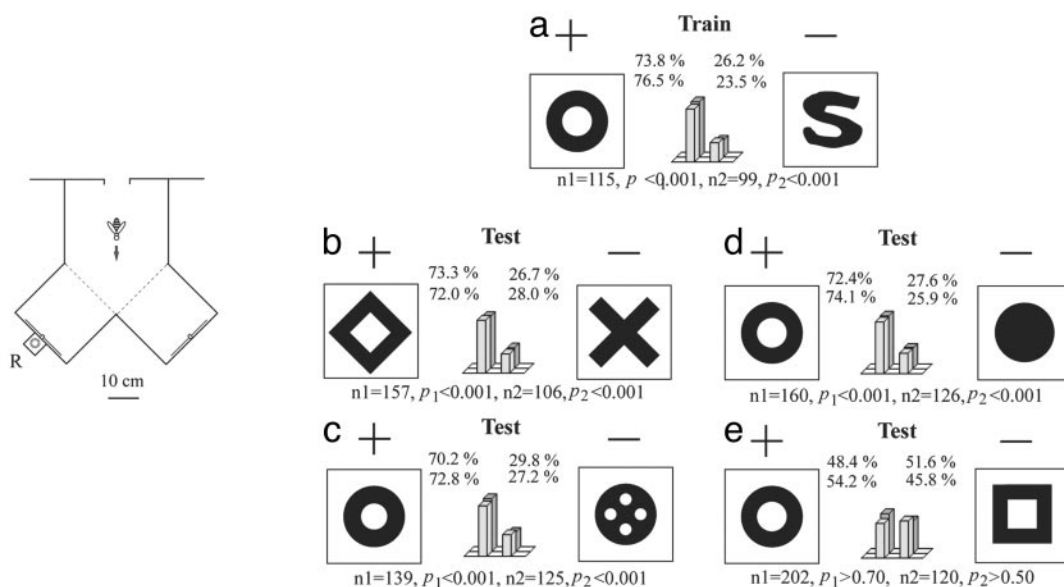 a
+ Train −
73.8 % 26.2 %
76.5 % 23.5 %
n1=115, p <0.001, n2=99, p2<0.001
R
10 cm
b
+ Test −
73.3 % 26.7 %
72.0 % 28.0 %
n1=157, p1<0.001, n2=106, p2<0.001
d
+ Test −
72.4% 27.6 %
74.1 % 25.9 %
n1=160, p1<0.001, n2=126, p2<0.001
c
+ Test −
70.2 % 29.8 %
72.8 % 27.2 %
n1=139, p1<0.001, n2=125, p2<0.001
e
+ Test −
48.4 % 51.6 %
54.2 % 45.8 %
n1=202, p1>0.70, n2=120, p2>0.50